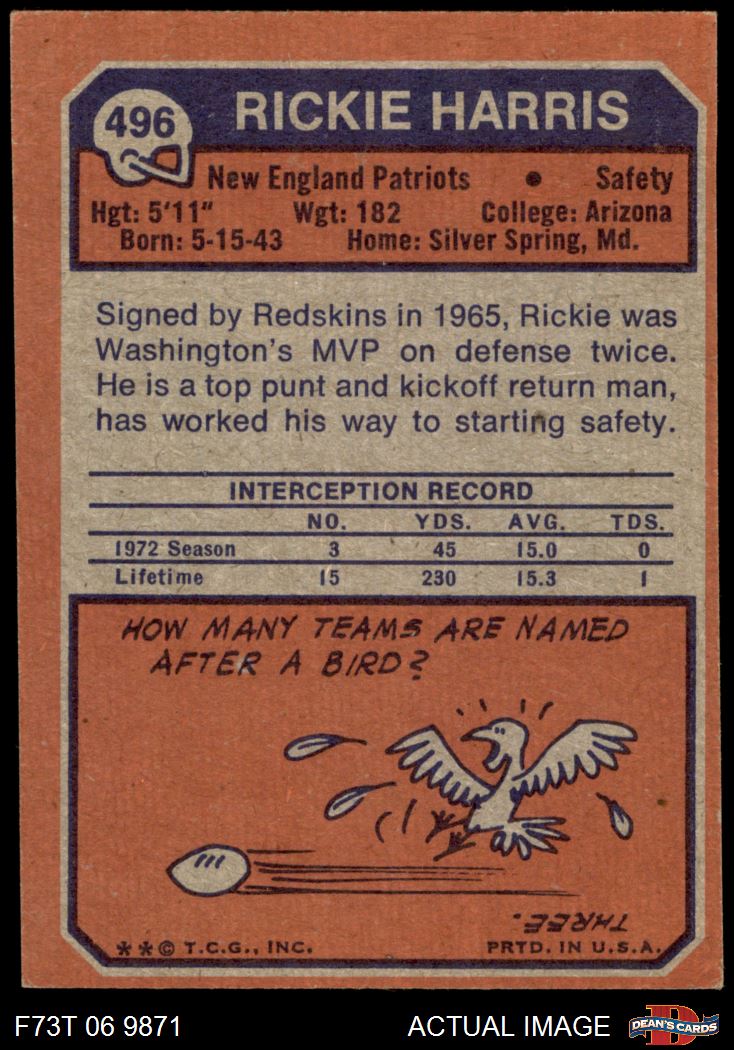 496
RICKIE HARRIS
New England Patriots • Safety
Hgt: 5'11" Wgt: 182 College: Arizona
Born: 5-15-43 Home: Silver Spring, Md.
Signed by Redskins in 1965, Rickie was
Washington's MVP on defense twice.
He is a top punt and kickoff return man,
has worked his way to starting safety.
INTERCEPTION RECORD
NO. YDS. AVG. TDS.
1972 Season 3 45 15.0 0
Lifetime 15 230 15.3 1
HOW MANY TEAMS ARE NAMED
AFTER A BIRD?
THREE.
**© T.C.G., INC. PRTD. IN U.S.A.
F73T 06 9871 ACTUAL IMAGE DEAN'S CARDS